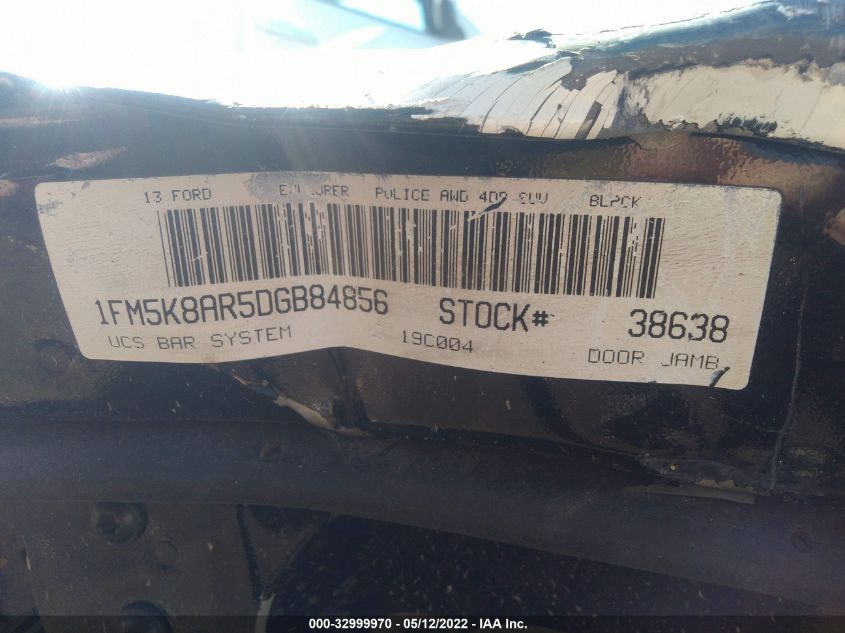 13 FORD EXPLORER POLICE AWD 4DR SUV BLACK
1FM5K8AR5DGB84856 STOCK# 38638
UCS BAR SYSTEM 19C004 DOOR JAMB
000-32999970 - 05/12/2022 - IAA Inc.